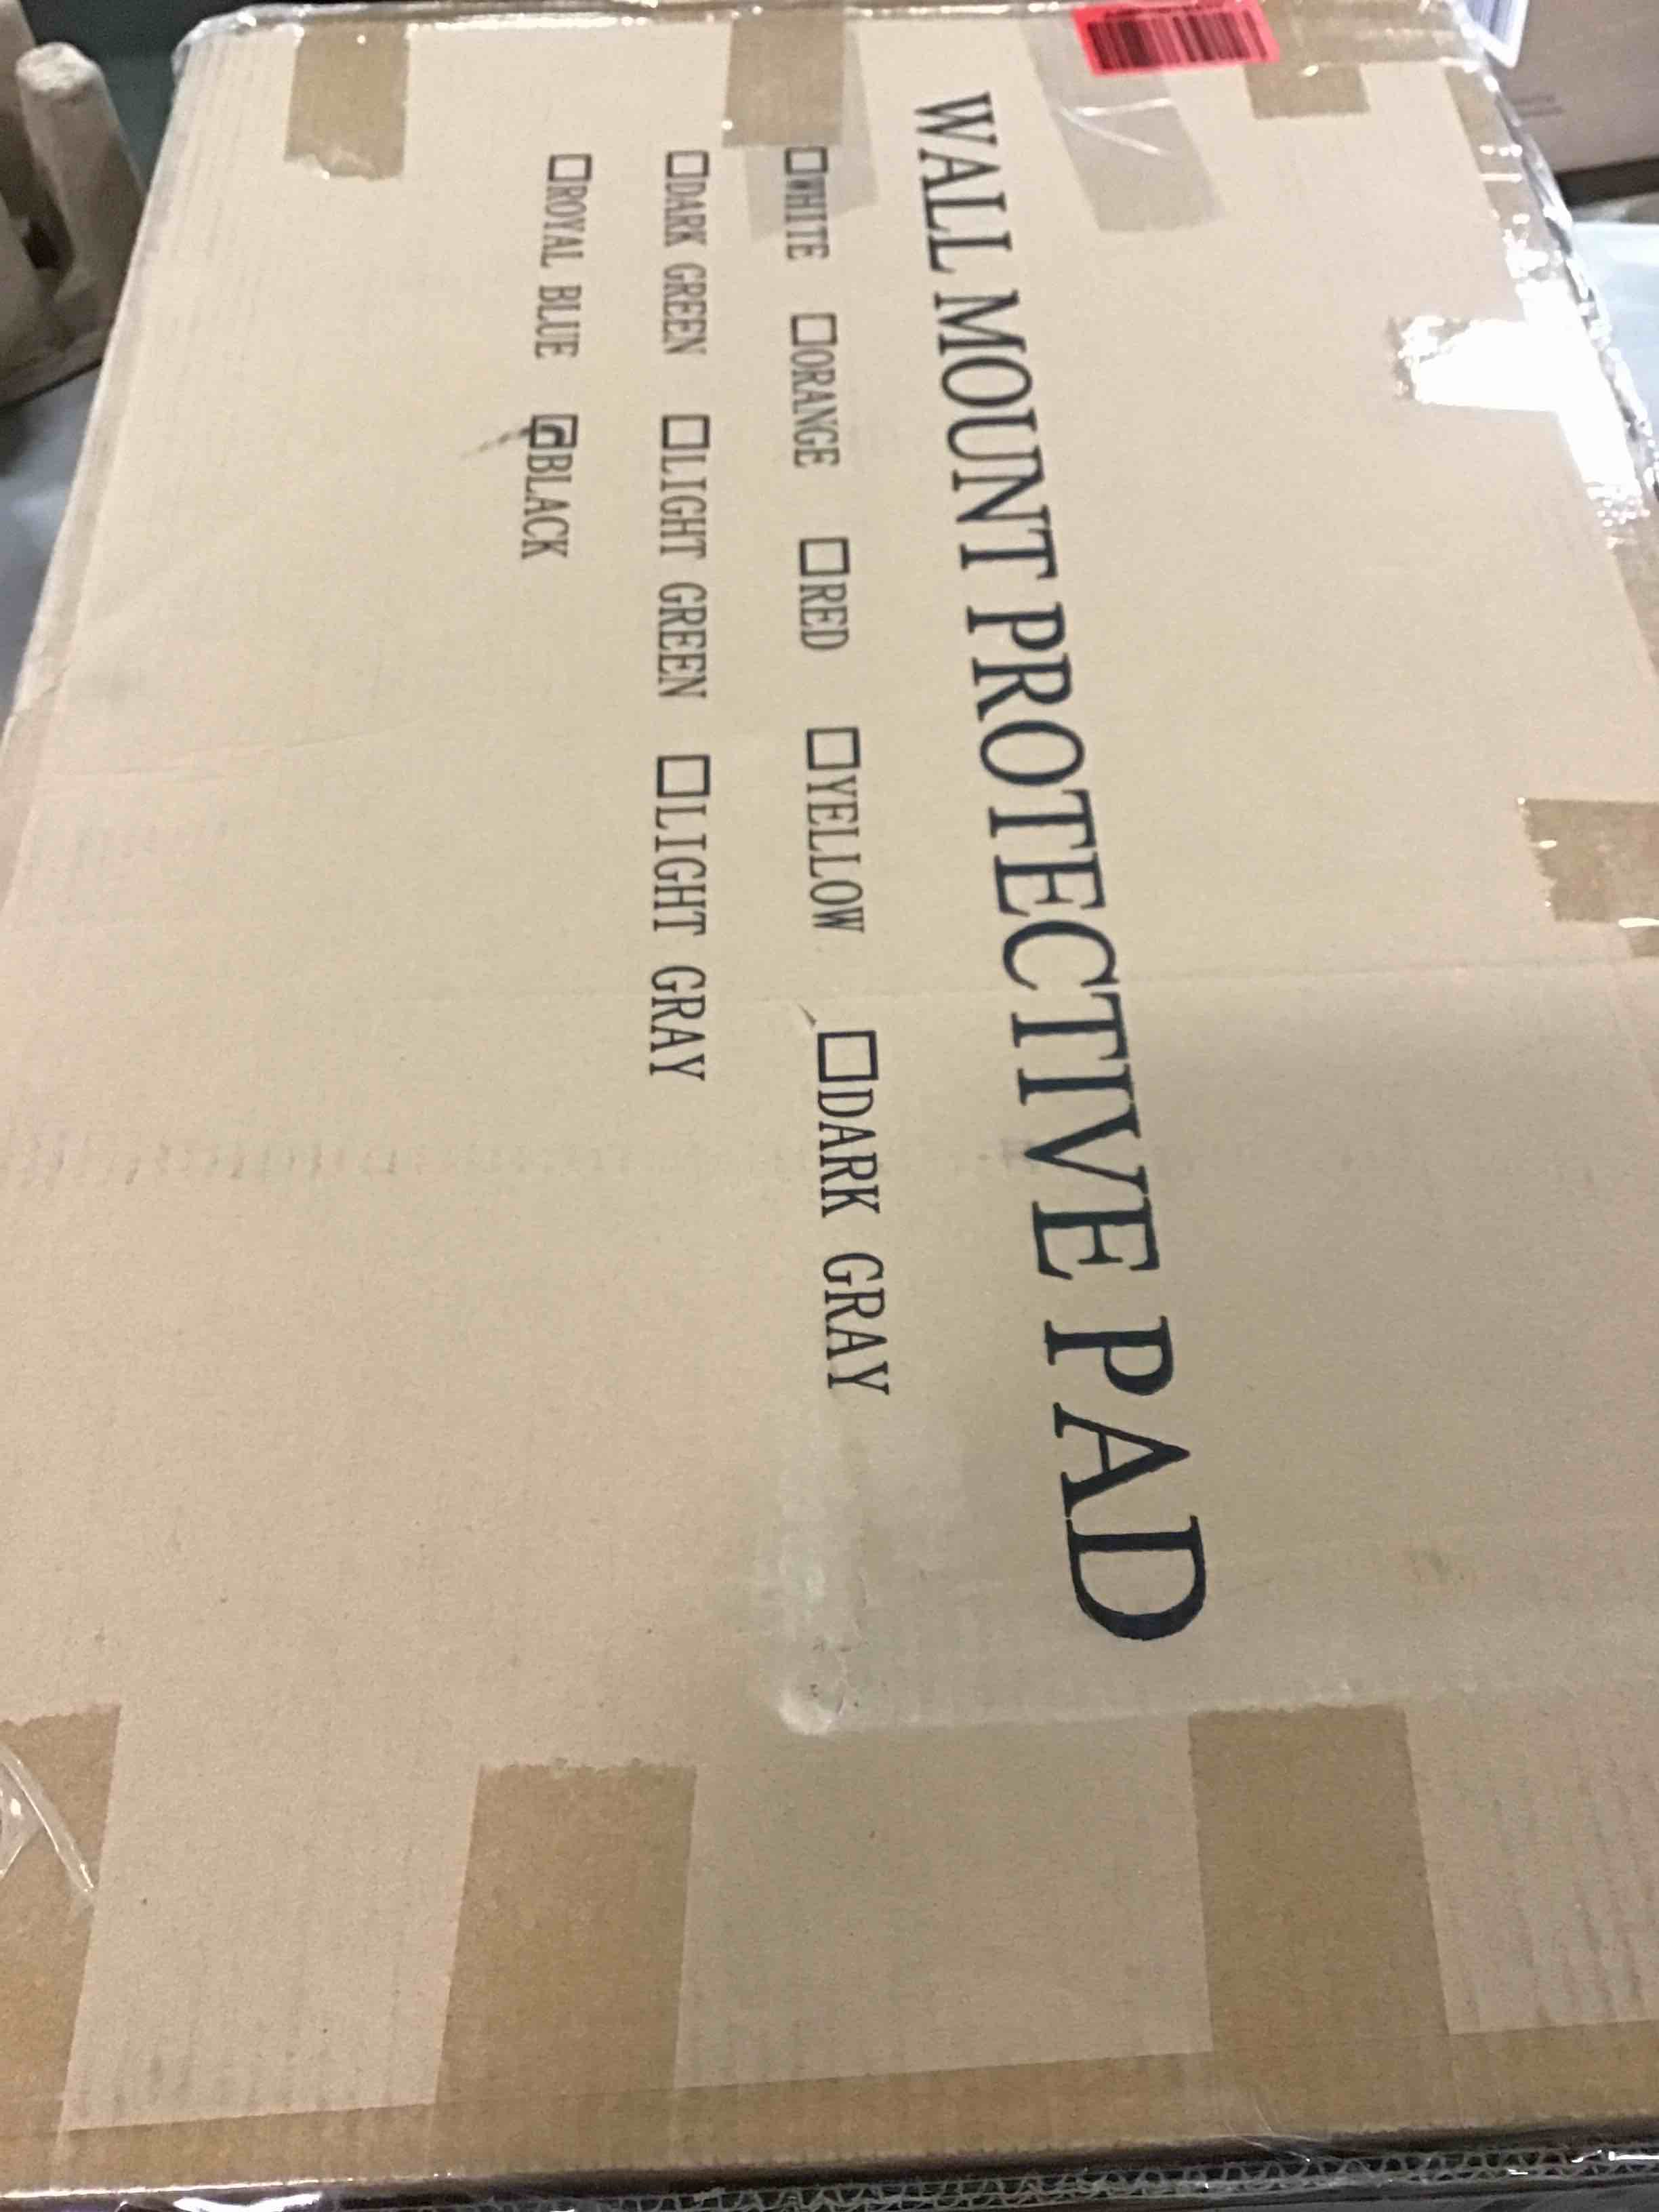 WALL MOUNT PROTECTIVE PAD
☐WHITE ☐ORANGE ☐RED ☐YELLOW ☐DARK GRAY
☐DARK GREEN ☐LIGHT GREEN ☐LIGHT GRAY
☐ROYAL BLUE ☑BLACK